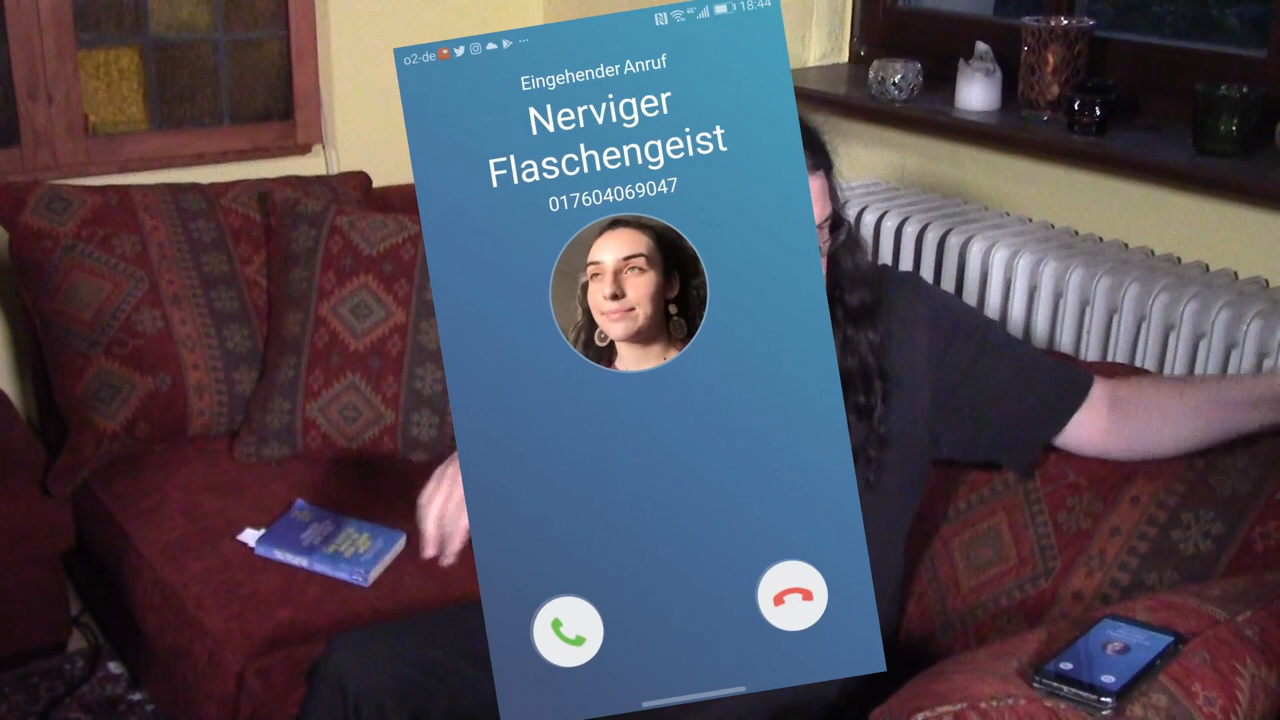 o2-de 18:44
Eingehender Anruf
Nerviger
Flaschengeist
017604069047